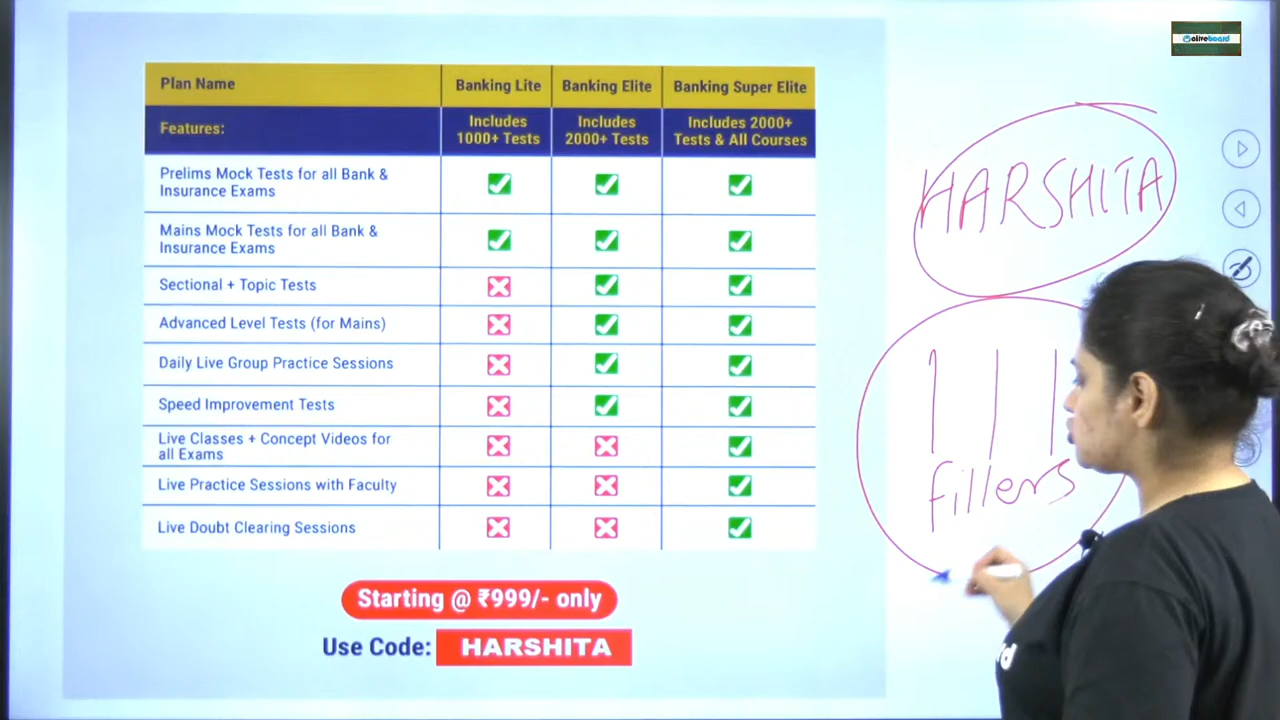 oliveboard
Plan Name Banking Lite Banking Elite Banking Super Elite
Features: Includes 1000+ Tests Includes 2000+ Tests Includes 2000+ Tests & All Courses
Prelims Mock Tests for all Bank &
Insurance Exams
Mains Mock Tests for all Bank &
Insurance Exams
Sectional + Topic Tests
Advanced Level Tests (for Mains)
Daily Live Group Practice Sessions
Speed Improvement Tests
Live Classes + Concept Videos for
all Exams
Live Practice Sessions with Faculty
Live Doubt Clearing Sessions
Starting @ ₹999/- only
Use Code: HARSHITA
HARSHITA
fillers